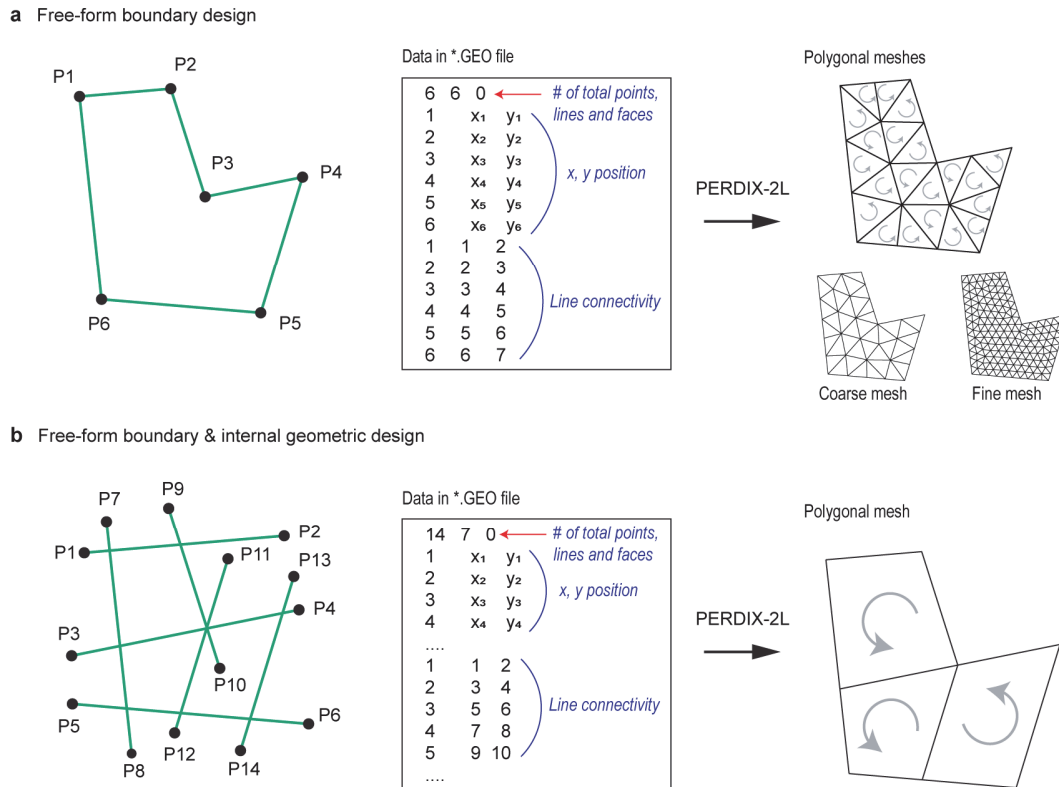 a Free-form boundary design
P1
P2
P3
P4
P5
P6
Data in *.GEO file
6 6 0
# of total points,
lines and faces
1 x₁ y₁
2 x₂ y₂
3 x₃ y₃
4 x₄ y₄
5 x₅ y₅
6 x₆ y₆
x, y position
1 1 2
2 2 3
3 3 4
4 4 5
5 5 6
6 6 7
Line connectivity
PERDIX-2L
Polygonal meshes
Coarse mesh
Fine mesh
b Free-form boundary & internal geometric design
P7
P9
P1
P2
P11
P13
P3
P4
P10
P5
P6
P12
P8
P14
Data in *.GEO file
14 7 0
# of total points,
lines and faces
1 x₁ y₁
2 x₂ y₂
3 x₃ y₃
4 x₄ y₄
....
x, y position
1 1 2
2 3 4
3 5 6
4 7 8
5 9 10
....
Line connectivity
PERDIX-2L
Polygonal mesh